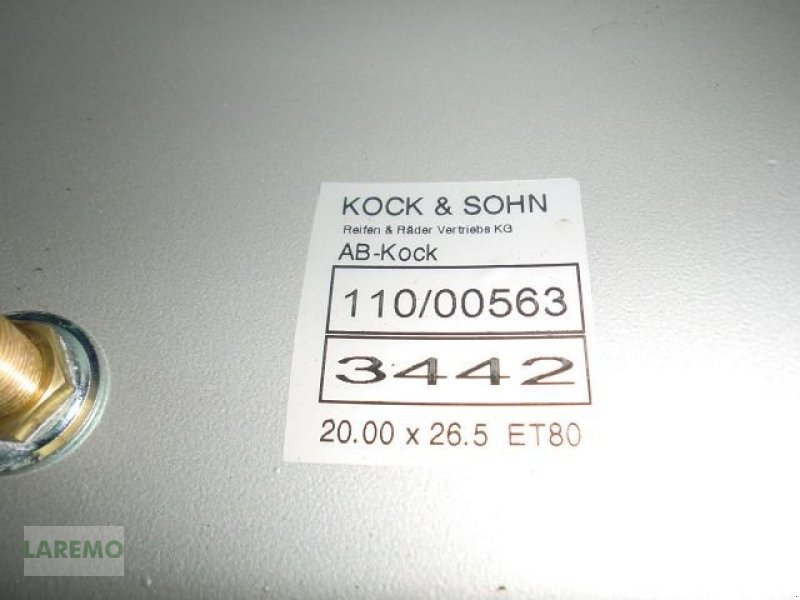 KOCK & SOHN
Reifen & Räder Vertriebs KG
AB-Kock
110/00563
3442
20.00 x 26.5 ET80
LAREMO